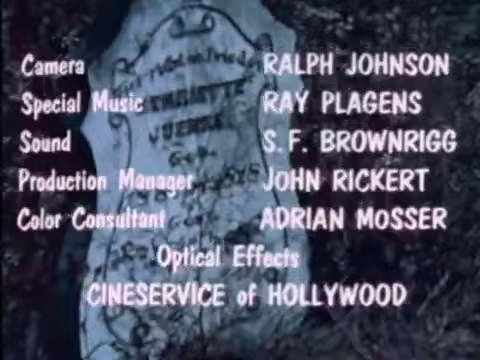 Camera RALPH JOHNSON
Special Music RAY PLAGENS
Sound S. F. BROWNRIGG
Production Manager JOHN RICKERT
Color Consultant ADRIAN MOSSER
Optical Effects
CINESERVICE of HOLLYWOOD